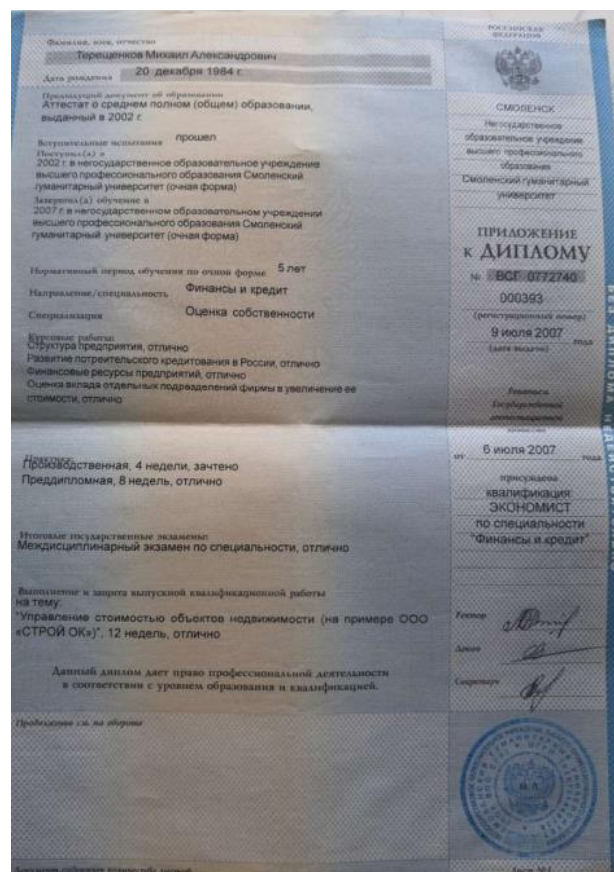 Фамилия, имя, отчество
Терещенков Михаил Александрович
Дата рождения 20 декабря 1984 г.
Предыдущий документ об образовании
Аттестат о среднем полном (общем) образовании,
выданный в 2002 г.
Вступительные испытания прошел
Поступил(а) в
2002 г. в негосударственное образовательное учреждение
высшего профессионального образования Смоленский
гуманитарный университет (очная форма)
Завершил(а) обучение в
2007 г. в негосударственном образовательном учреждении
высшего профессионального образования Смоленский
гуманитарный университет (очная форма)
Нормативный период обучения по очной форме 5 лет
Направление/специальность Финансы и кредит
Специализация Оценка собственности
Курсовые работы:
Структура предприятия, отлично
Развитие потребительского кредитования в России, отлично
Финансовые ресурсы предприятий, отлично
Оценка вклада отдельных подразделений фирмы в увеличение ее
стоимости, отлично
Практика:
Производственная, 4 недели, зачтено
Преддипломная, 8 недель, отлично
Итоговые государственные экзамены:
Междисциплинарный экзамен по специальности, отлично
Выполнение и защита выпускной квалификационной работы
на тему:
"Управление стоимостью объектов недвижимости (на примере ООО
«СТРОЙ ОК»)", 12 недель, отлично
Данный диплом дает право профессиональной деятельности
в соответствии с уровнем образования и квалификацией.
Продолжение см. на обороте
РОССИЙСКАЯ
ФЕДЕРАЦИЯ
СМОЛЕНСК
Негосударственное
образовательное учреждение
высшего профессионального
образования
Смоленский гуманитарный
университет
ПРИЛОЖЕНИЕ
к ДИПЛОМУ
№ ВСГ 0772740
000393
(регистрационный номер)
9 июля 2007 года
(дата выдачи)
Решением
Государственной
аттестационной
комиссии
от 6 июля 2007 года
присуждена
квалификация
ЭКОНОМИСТ
по специальности
"Финансы и кредит"
Ректор
Декан
Секретарь
М.П.
Лист №1